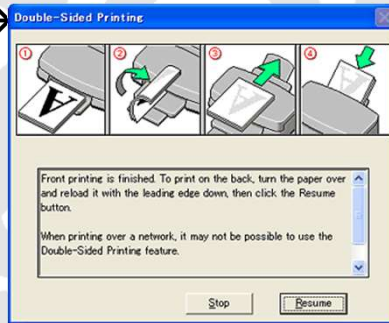 Double-Sided Printing
1 2 3 4
A A
Front printing is finished. To print on the back, turn the paper over
and reload it with the leading edge down, then click the Resume
button.
When printing over a network, it may not be possible to use the
Double-Sided Printing feature.
Stop Resume